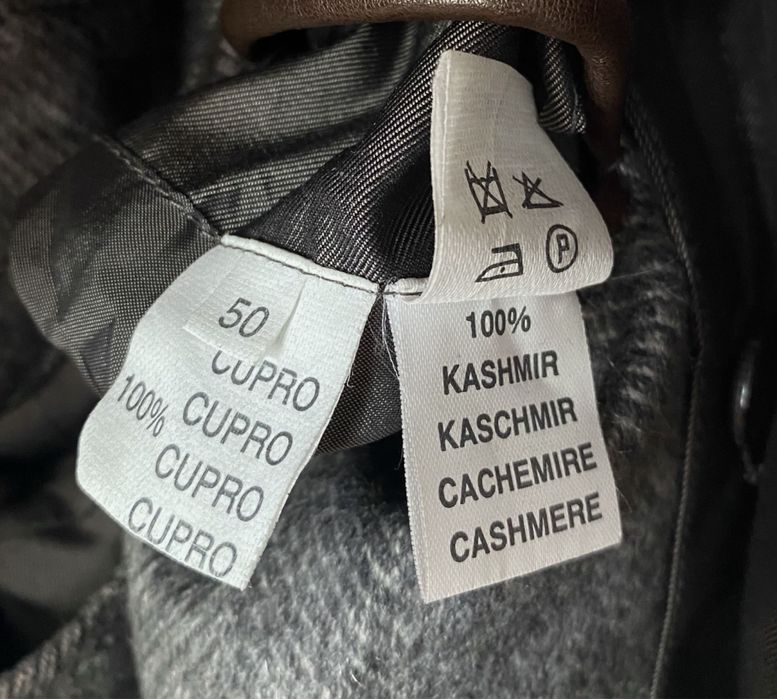 50
CUPRO
100% CUPRO
CUPRO
CUPRO
P
100%
KASHMIR
KASCHMIR
CACHEMIRE
CASHMERE